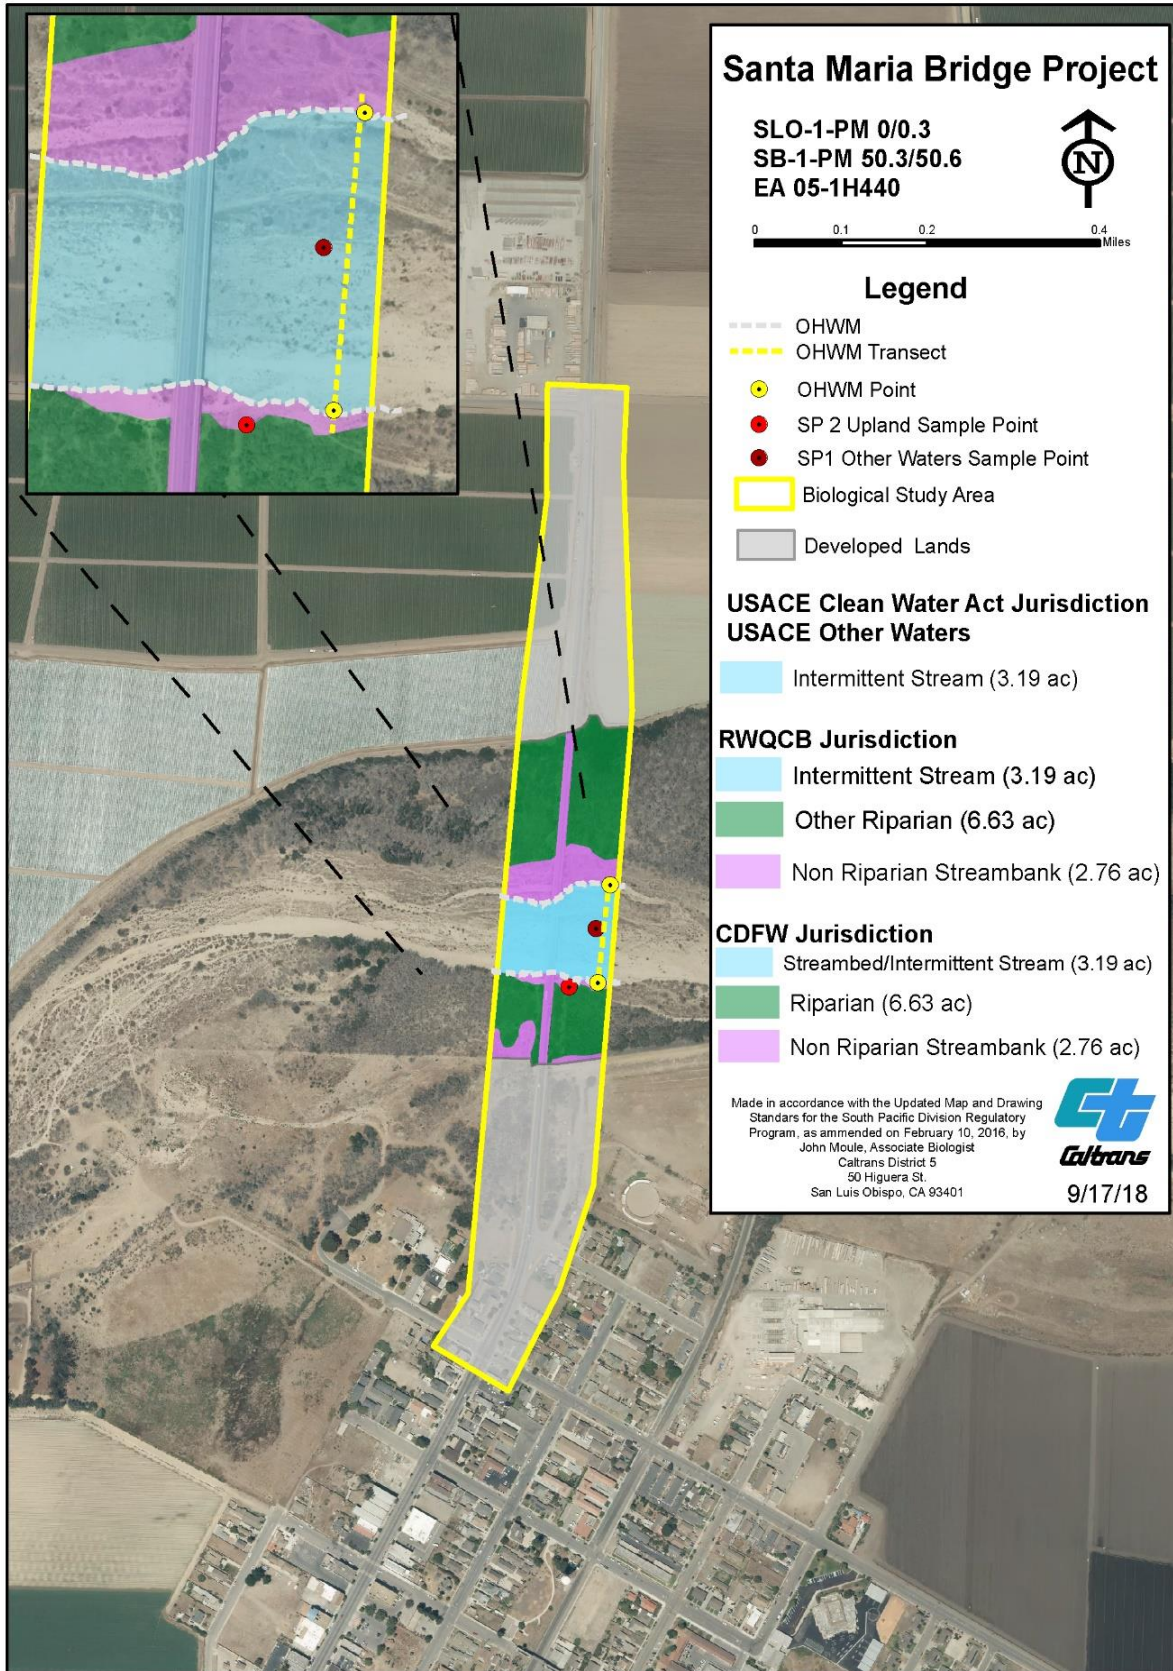 Santa Maria Bridge Project
SLO-1-PM 0/0.3
SB-1-PM 50.3/50.6
EA 05-1H440
N
0 0.1 0.2 0.4
Miles
Legend
OHWM
OHWM Transect
OHWM Point
SP 2 Upland Sample Point
SP1 Other Waters Sample Point
Biological Study Area
Developed Lands
USACE Clean Water Act Jurisdiction
USACE Other Waters
Intermittent Stream (3.19 ac)
RWQCB Jurisdiction
Intermittent Stream (3.19 ac)
Other Riparian (6.63 ac)
Non Riparian Streambank (2.76 ac)
CDFW Jurisdiction
Streambed/Intermittent Stream (3.19 ac)
Riparian (6.63 ac)
Non Riparian Streambank (2.76 ac)
Made in accordance with the Updated Map and Drawing
Standars for the South Pacific Division Regulatory
Program, as ammended on February 10, 2016, by
John Moule, Associate Biologist
Caltrans District 5
50 Higuera St.
San Luis Obispo, CA 93401
ct
Caltrans
9/17/18